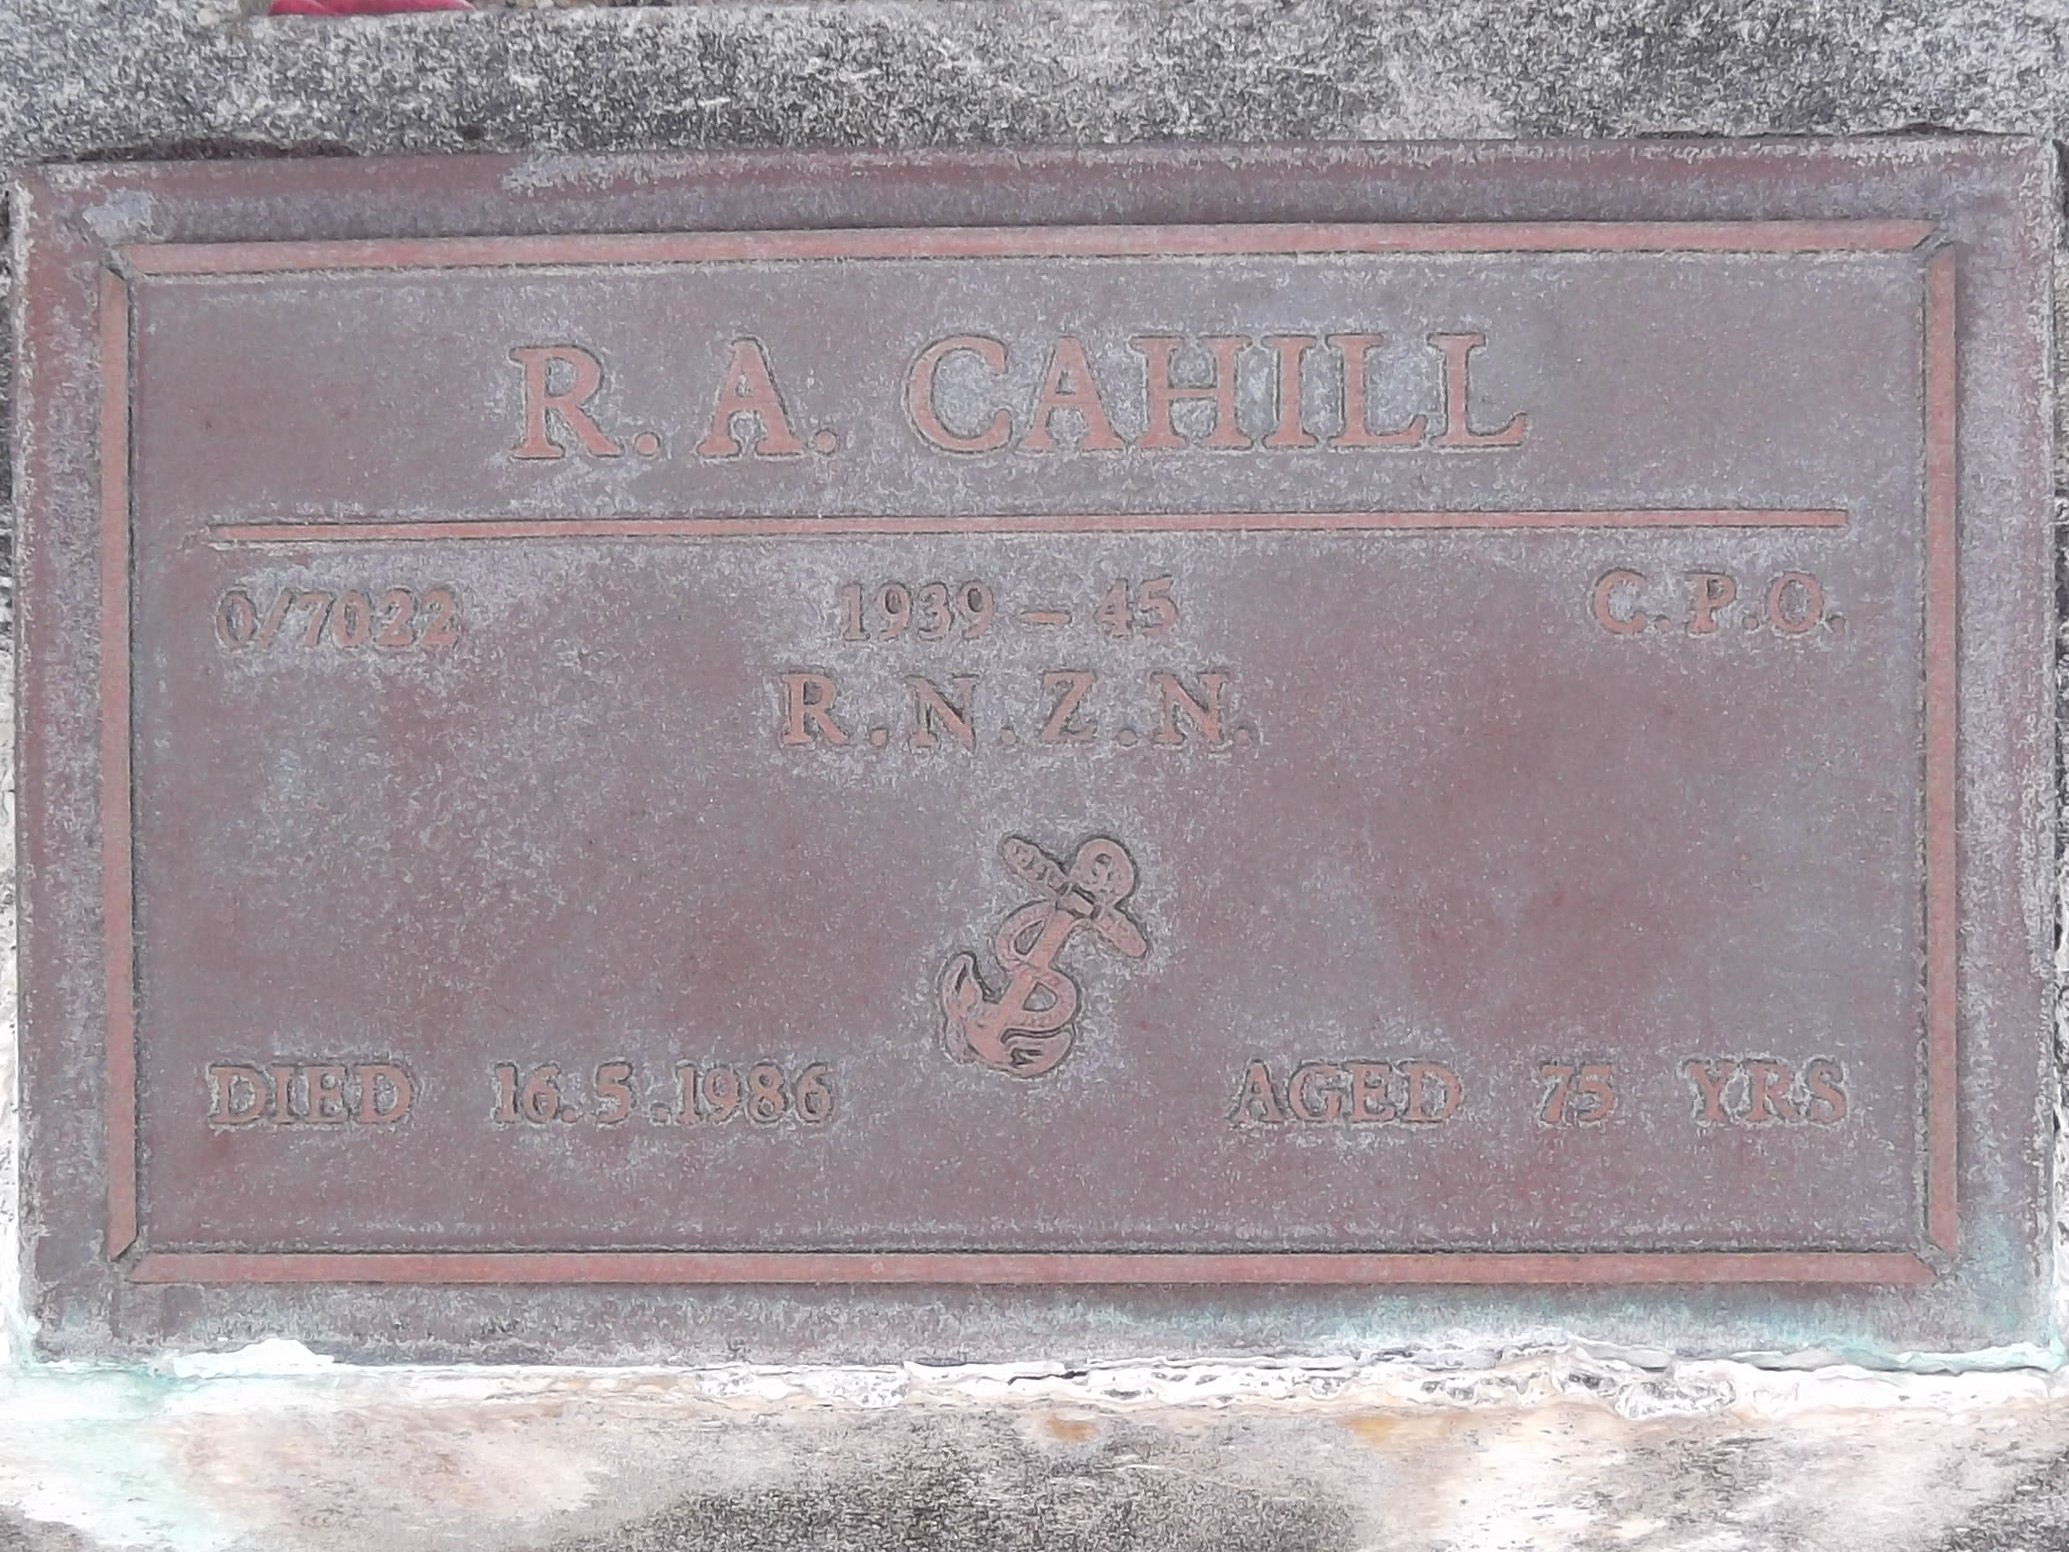 R. A. CAHILL
0/7022 1939 - 45 C.P.O.
R.N.Z.N.
DIED 16.5.1986 AGED 75 YRS